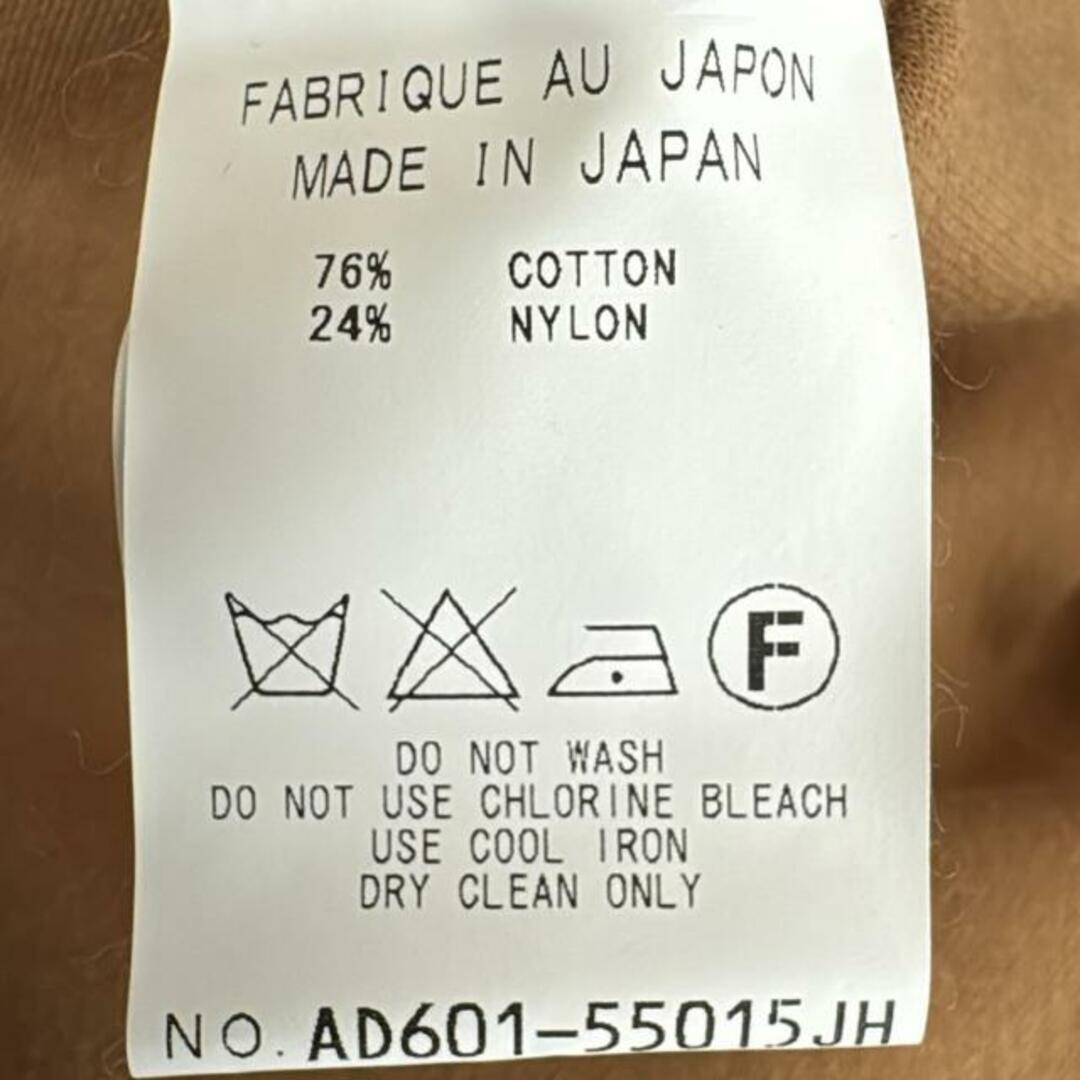 FABRIQUE AU JAPON
MADE IN JAPAN
76% COTTON
24% NYLON
F
DO NOT WASH
DO NOT USE CHLORINE BLEACH
USE COOL IRON
DRY CLEAN ONLY
NO. AD601-55015JH